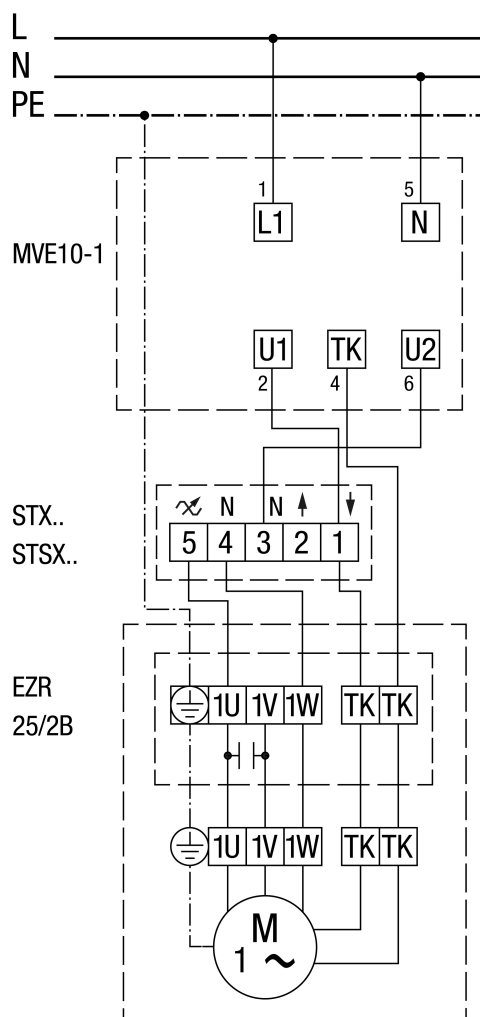 L
N
PE
1 5
L1 N
MVE10-1
U1 TK U2
2 4 6
STX..
STSX..
N N
5 4 3 2 1
EZR
25/2B
1U 1V 1W TK TK
1U 1V 1W TK TK
M
1 ~